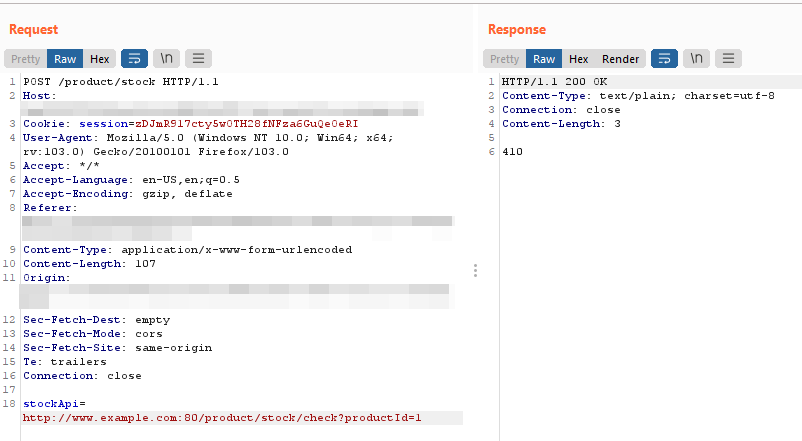 Request
Pretty Raw Hex \n
1 POST /product/stock HTTP/1.1
2 Host:
3 Cookie: session=zDJmR9l7cty5w0TH28fNFza6GuQe0eRI
4 User-Agent: Mozilla/5.0 (Windows NT 10.0; Win64; x64;
rv:103.0) Gecko/20100101 Firefox/103.0
5 Accept: */*
6 Accept-Language: en-US,en;q=0.5
7 Accept-Encoding: gzip, deflate
8 Referer:
9 Content-Type: application/x-www-form-urlencoded
10 Content-Length: 107
11 Origin:
12 Sec-Fetch-Dest: empty
13 Sec-Fetch-Mode: cors
14 Sec-Fetch-Site: same-origin
15 Te: trailers
16 Connection: close
17
18 stockApi=
http://www.example.com:80/product/stock/check?productId=1
Response
Pretty Raw Hex Render \n
1 HTTP/1.1 200 OK
2 Content-Type: text/plain; charset=utf-8
3 Connection: close
4 Content-Length: 3
5
6 410